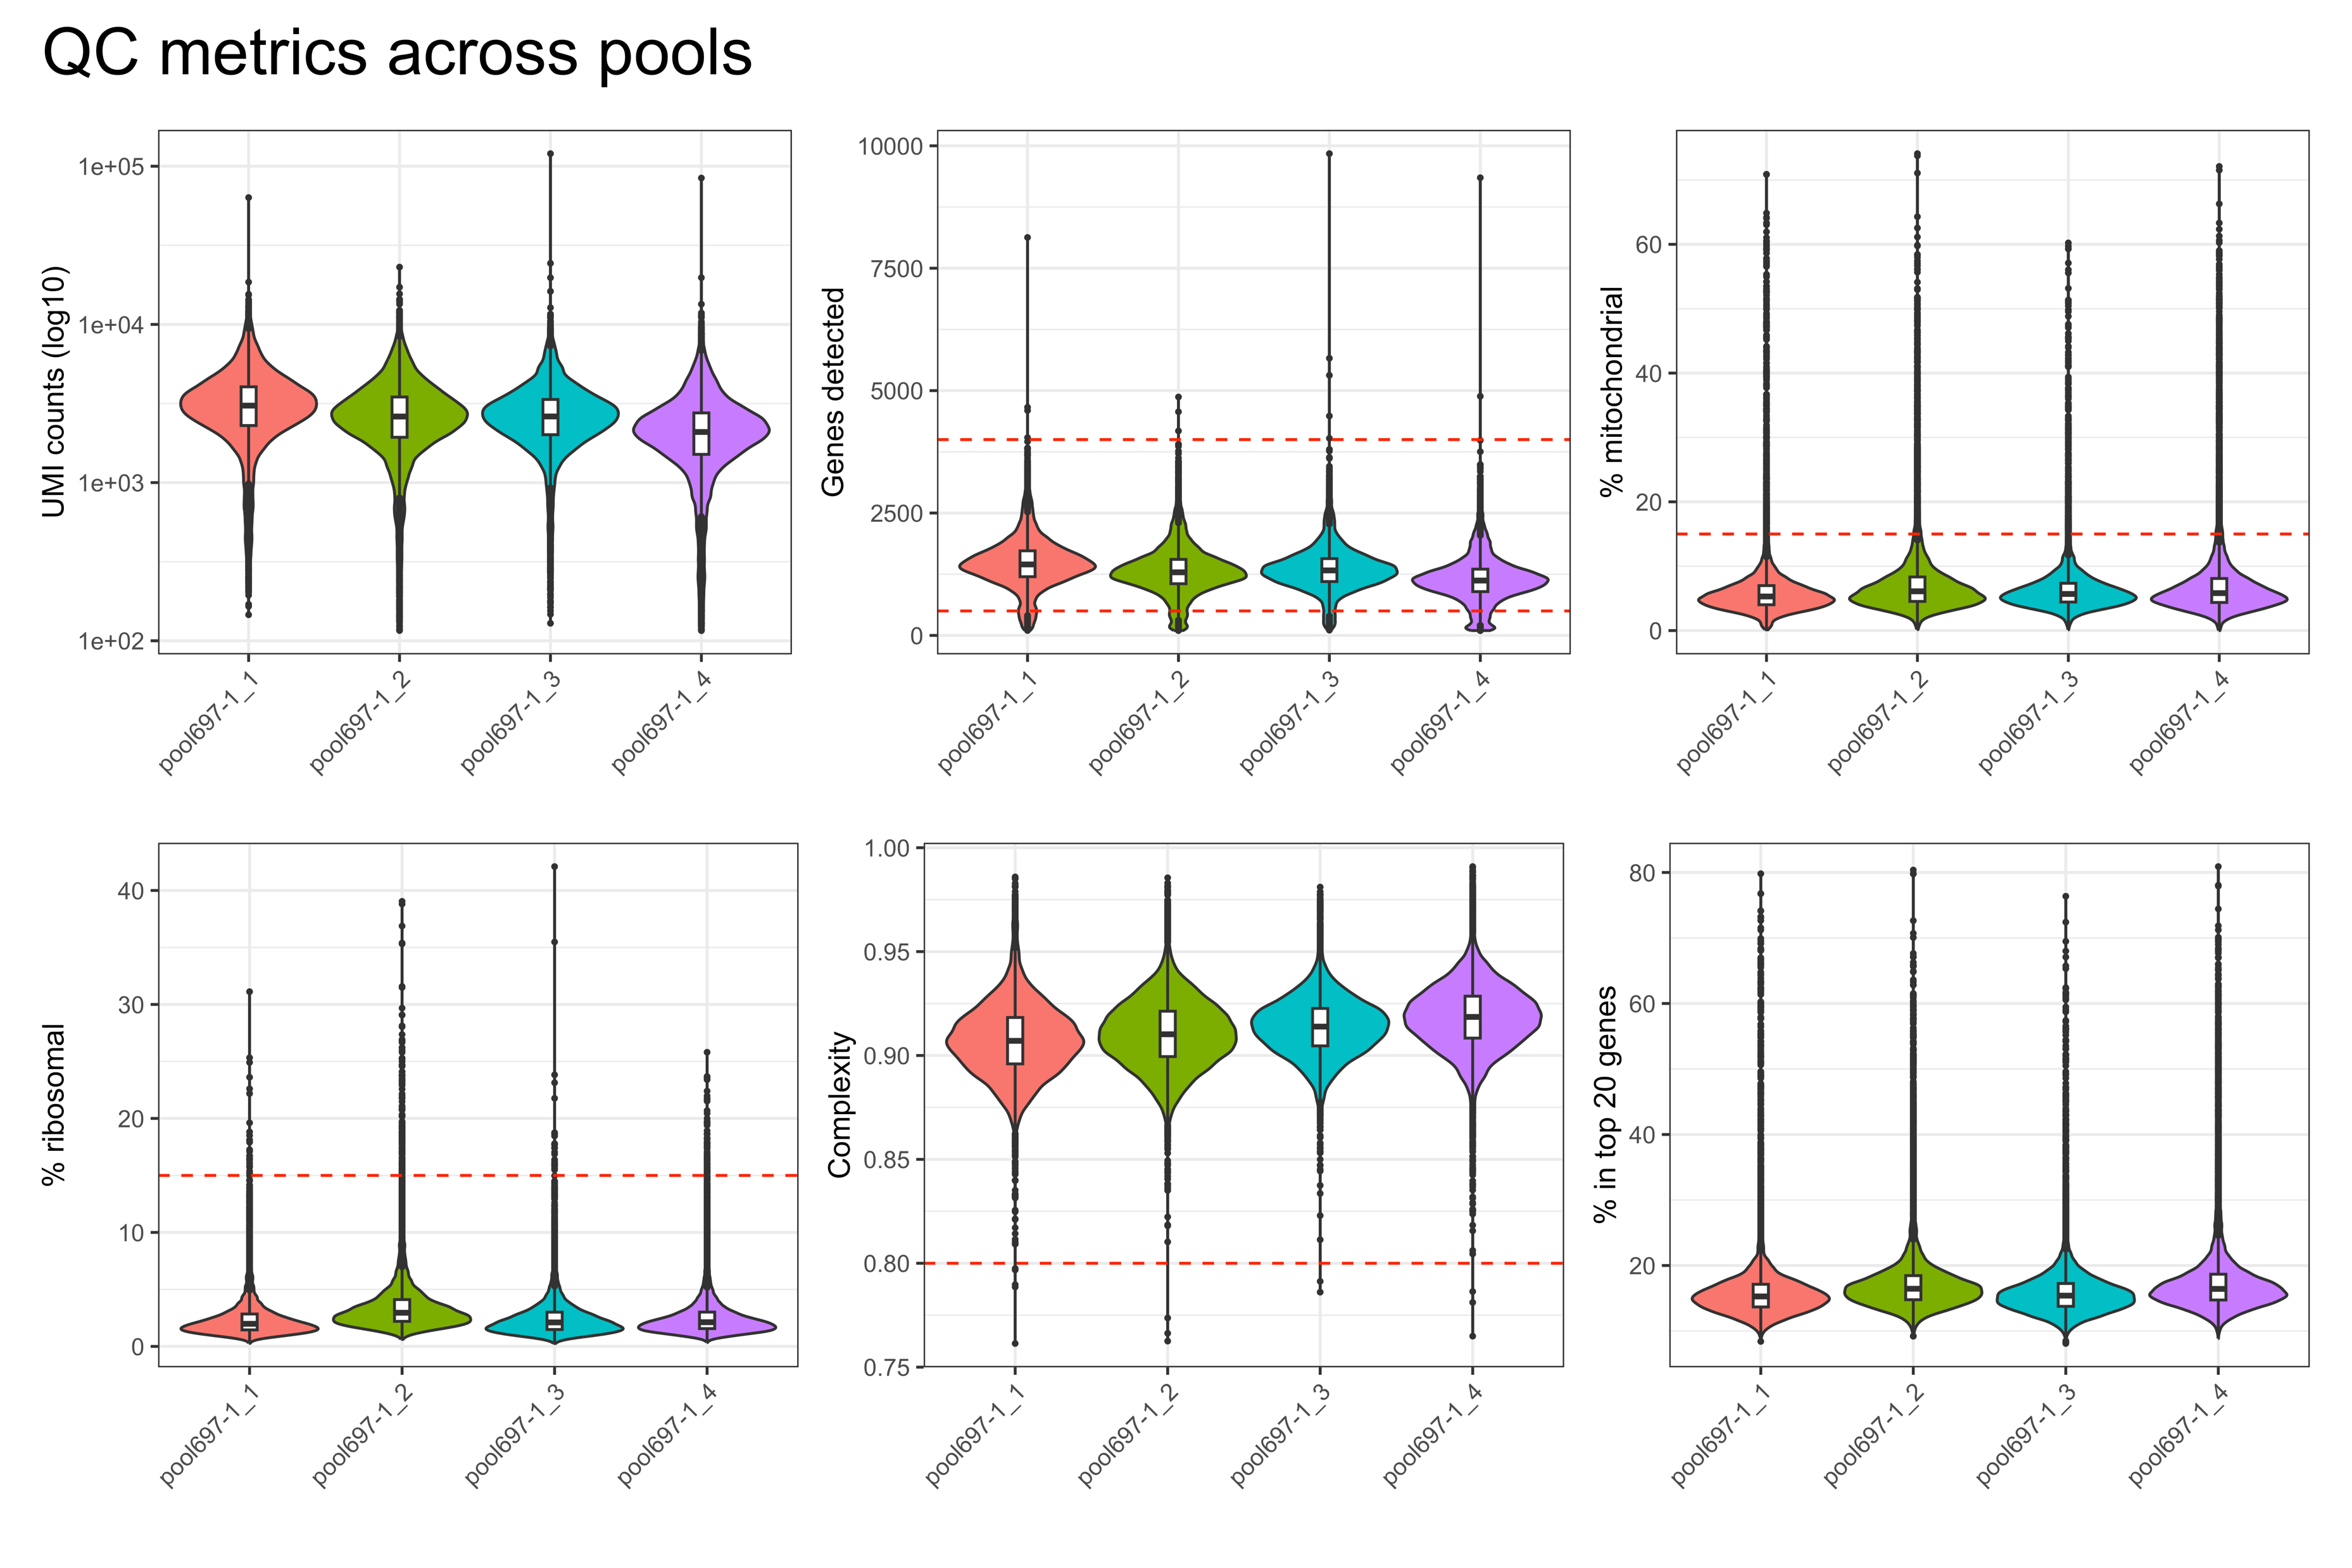 QC metrics across pools
UMI counts (log10)
1e+05
1e+04
1e+03
1e+02
pool697-1_1
pool697-1_2
pool697-1_3
pool697-1_4
Genes detected
10000
7500
5000
2500
0
pool697-1_1
pool697-1_2
pool697-1_3
pool697-1_4
% mitochondrial
60
40
20
0
pool697-1_1
pool697-1_2
pool697-1_3
pool697-1_4
% ribosomal
40
30
20
10
0
pool697-1_1
pool697-1_2
pool697-1_3
pool697-1_4
Complexity
1.00
0.95
0.90
0.85
0.80
0.75
pool697-1_1
pool697-1_2
pool697-1_3
pool697-1_4
% in top 20 genes
80
60
40
20
pool697-1_1
pool697-1_2
pool697-1_3
pool697-1_4